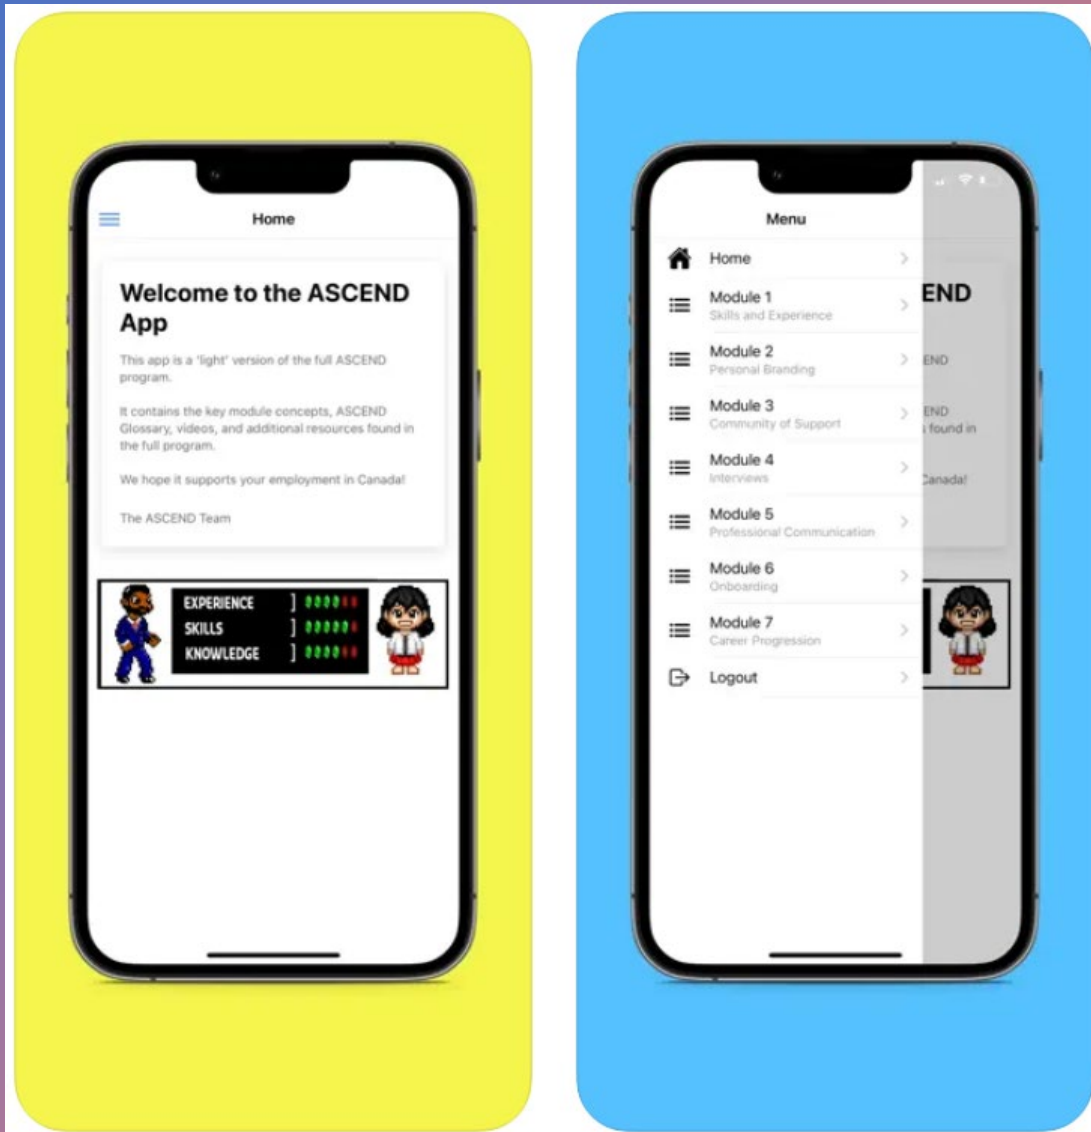 Home
Welcome to the ASCEND
App
This app is a 'light' version of the full ASCEND
program.
It contains the key module concepts, ASCEND
Glossary, videos, and additional resources found in
the full program.
We hope it supports your employment in Canada!
The ASCEND Team
EXPERIENCE ]
SKILLS ]
KNOWLEDGE ]
Menu
Home
Module 1
Skills and Experience
Module 2
Personal Branding
Module 3
Community of Support
Module 4
Interviews
Module 5
Professional Communication
Module 6
Onboarding
Module 7
Career Progression
Logout
END
END
END
found in
Canada!